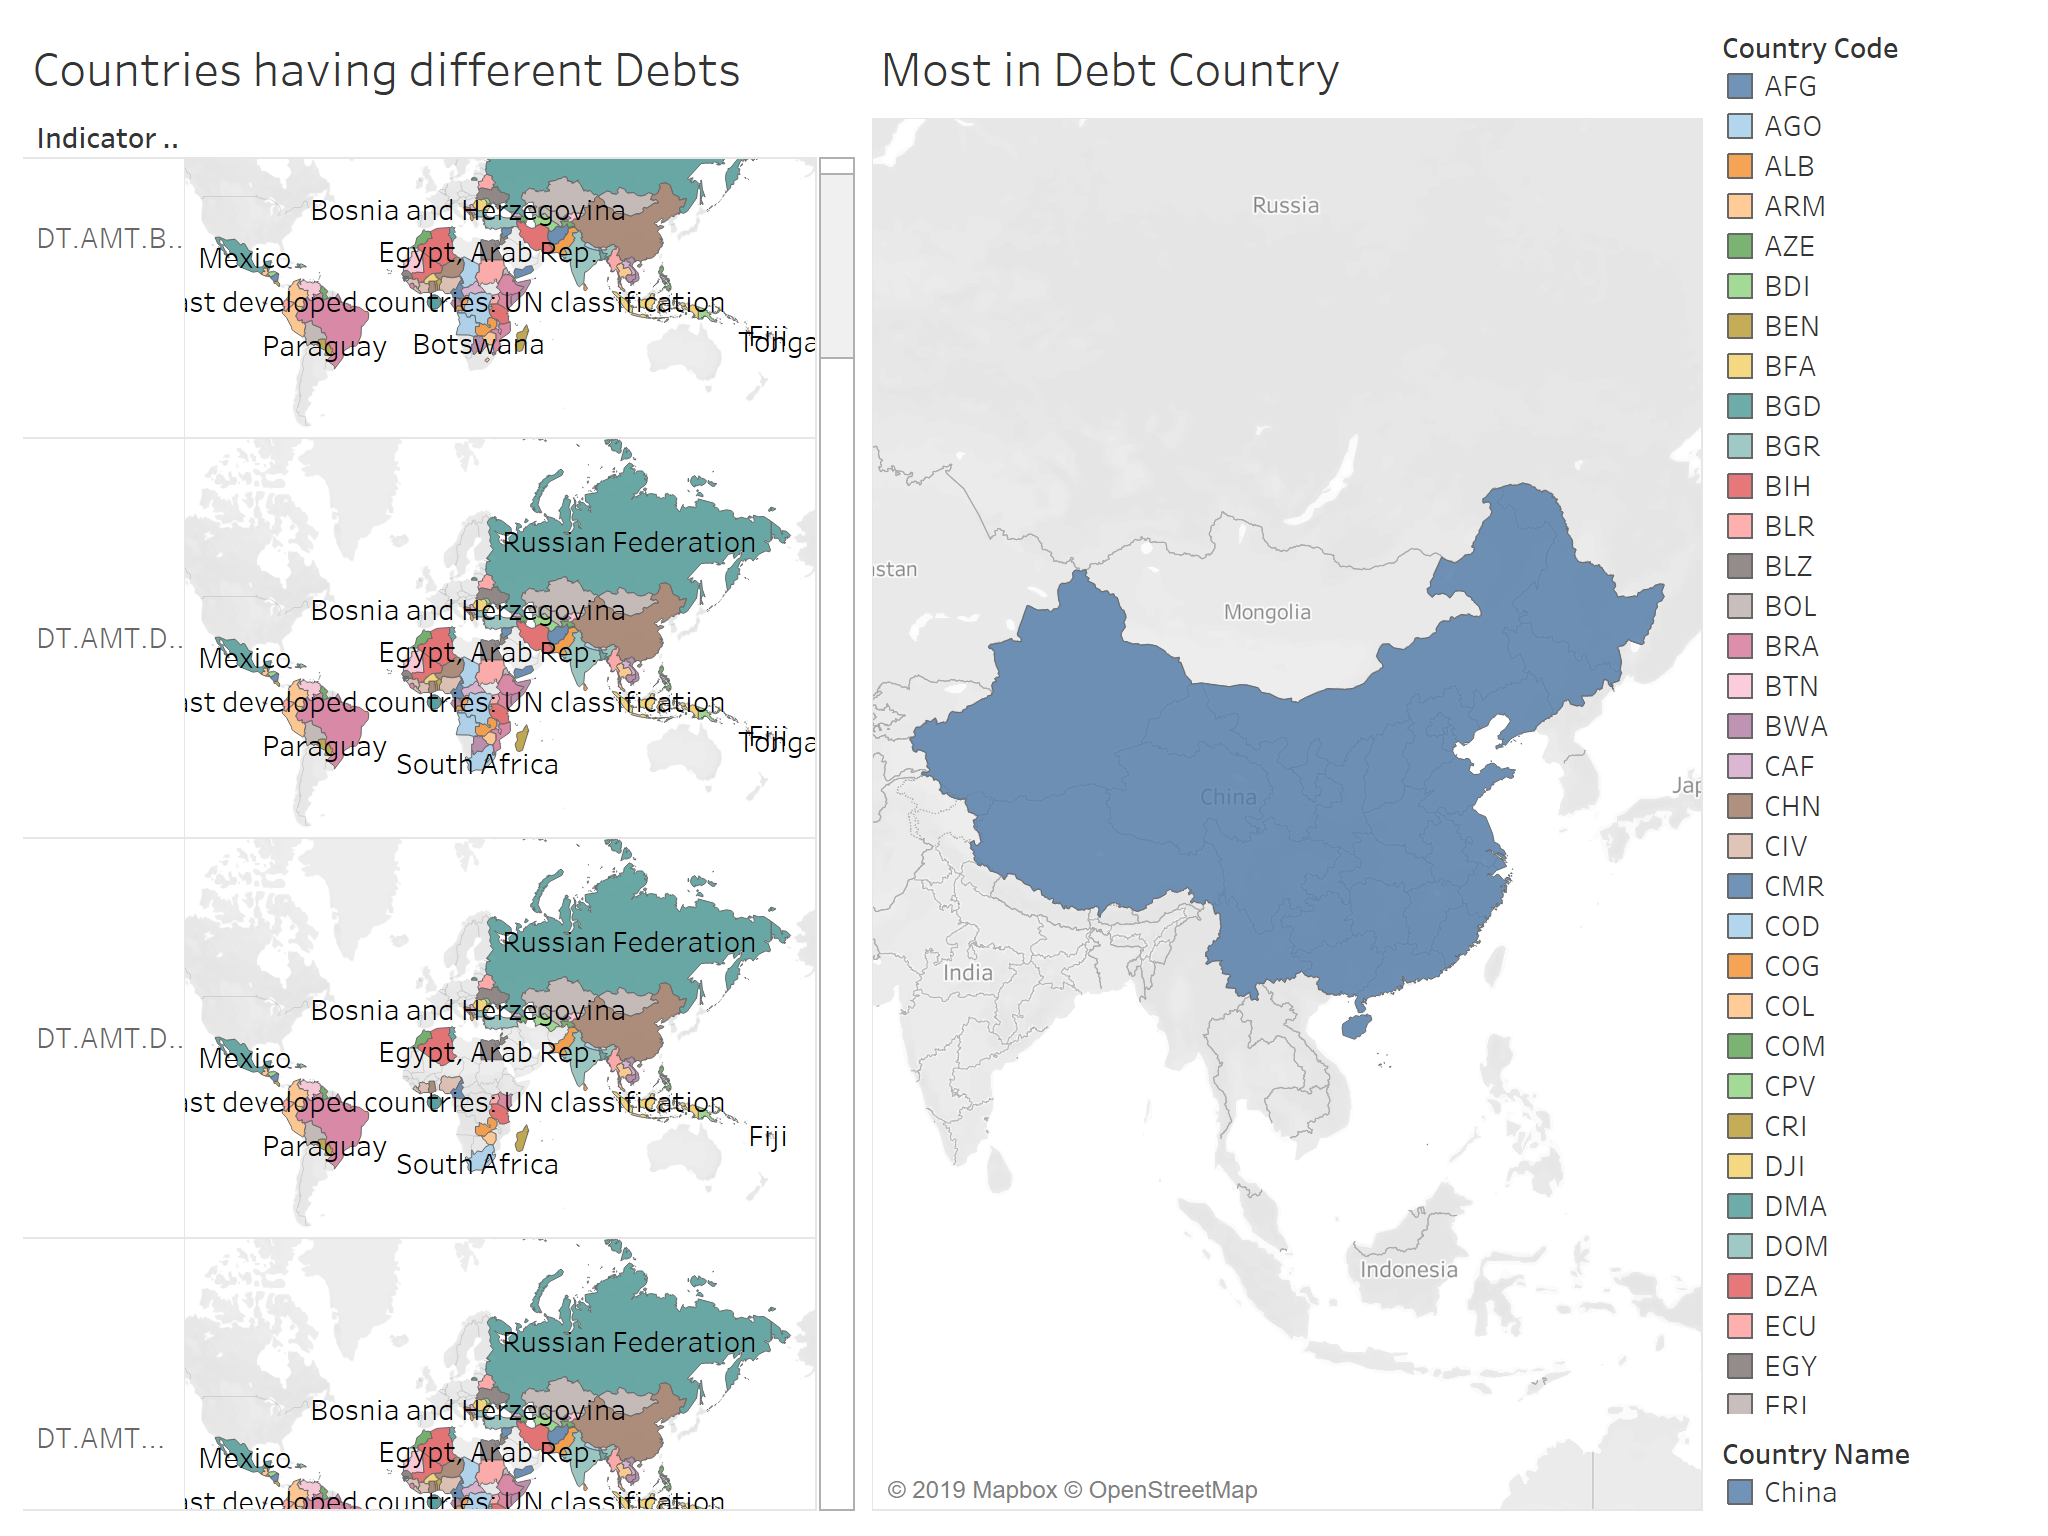 Countries having different Debts
Indicator ..
DT.AMT.B..
Bosnia and Herzegovina
Mexico
Egypt, Arab Rep.
ast developed countries: UN classification
Paraguay
Botswana
Fiji
Tonga
DT.AMT.D..
Russian Federation
Bosnia and Herzegovina
Mexico
Egypt, Arab Rep.
ast developed countries: UN classification
Paraguay
South Africa
Fiji
Tonga
DT.AMT.D..
Russian Federation
Bosnia and Herzegovina
Mexico
Egypt, Arab Rep.
ast developed countries: UN classification
Paraguay
South Africa
Fiji
DT.AMT...
Russian Federation
Bosnia and Herzegovina
Mexico
Egypt, Arab Rep.
ast developed countries: UN classification
Most in Debt Country
Russia
stan
Mongolia
China
Jap
India
Indonesia
© 2019 Mapbox © OpenStreetMap
Country Code
AFG
AGO
ALB
ARM
AZE
BDI
BEN
BFA
BGD
BGR
BIH
BLR
BLZ
BOL
BRA
BTN
BWA
CAF
CHN
CIV
CMR
COD
COG
COL
COM
CPV
CRI
DJI
DMA
DOM
DZA
ECU
EGY
Country Name
China